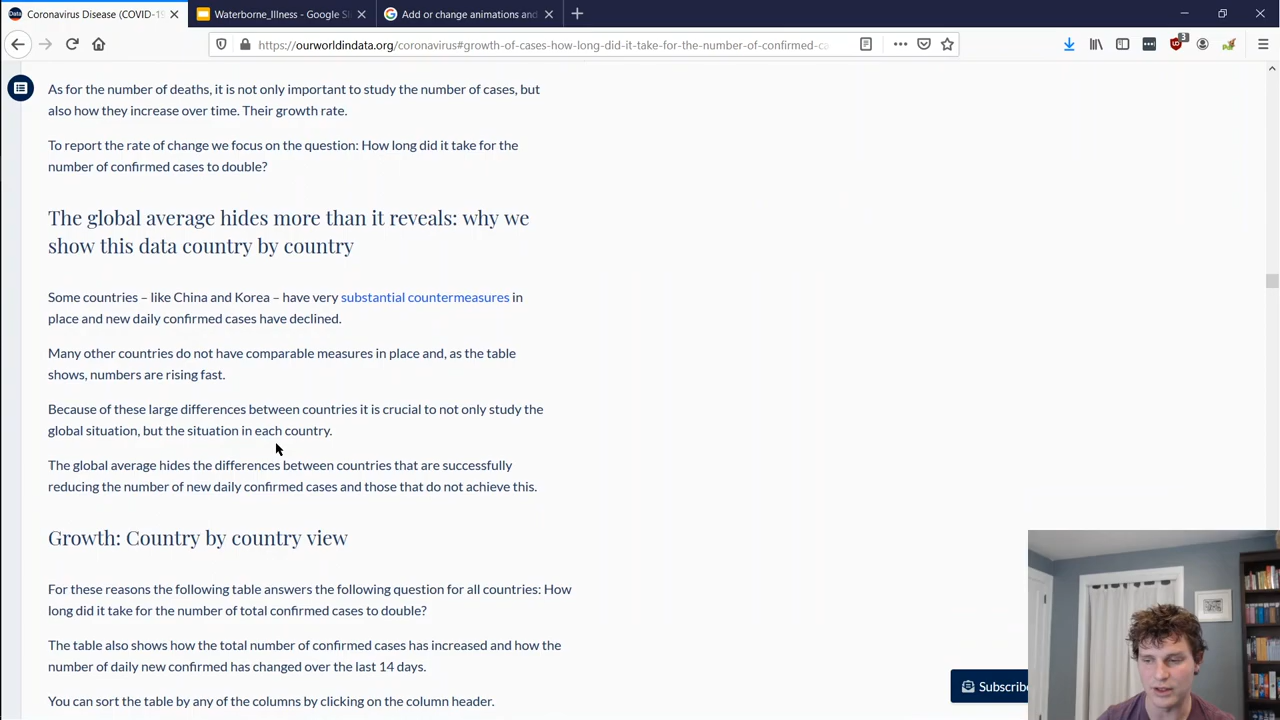 Coronavirus Disease (COVID-19
Waterborne_Illness - Google Sl
Add or change animations and
https://ourworldindata.org/coronavirus#growth-of-cases-how-long-did-it-take-for-the-number-of-confirmed-ca
3
As for the number of deaths, it is not only important to study the number of cases, but
also how they increase over time. Their growth rate.
To report the rate of change we focus on the question: How long did it take for the
number of confirmed cases to double?
The global average hides more than it reveals: why we
show this data country by country
Some countries – like China and Korea – have very substantial countermeasures in
place and new daily confirmed cases have declined.
Many other countries do not have comparable measures in place and, as the table
shows, numbers are rising fast.
Because of these large differences between countries it is crucial to not only study the
global situation, but the situation in each country.
The global average hides the differences between countries that are successfully
reducing the number of new daily confirmed cases and those that do not achieve this.
Growth: Country by country view
For these reasons the following table answers the following question for all countries: How
long did it take for the number of total confirmed cases to double?
The table also shows how the total number of confirmed cases has increased and how the
number of daily new confirmed has changed over the last 14 days.
You can sort the table by any of the columns by clicking on the column header.
Subscribe